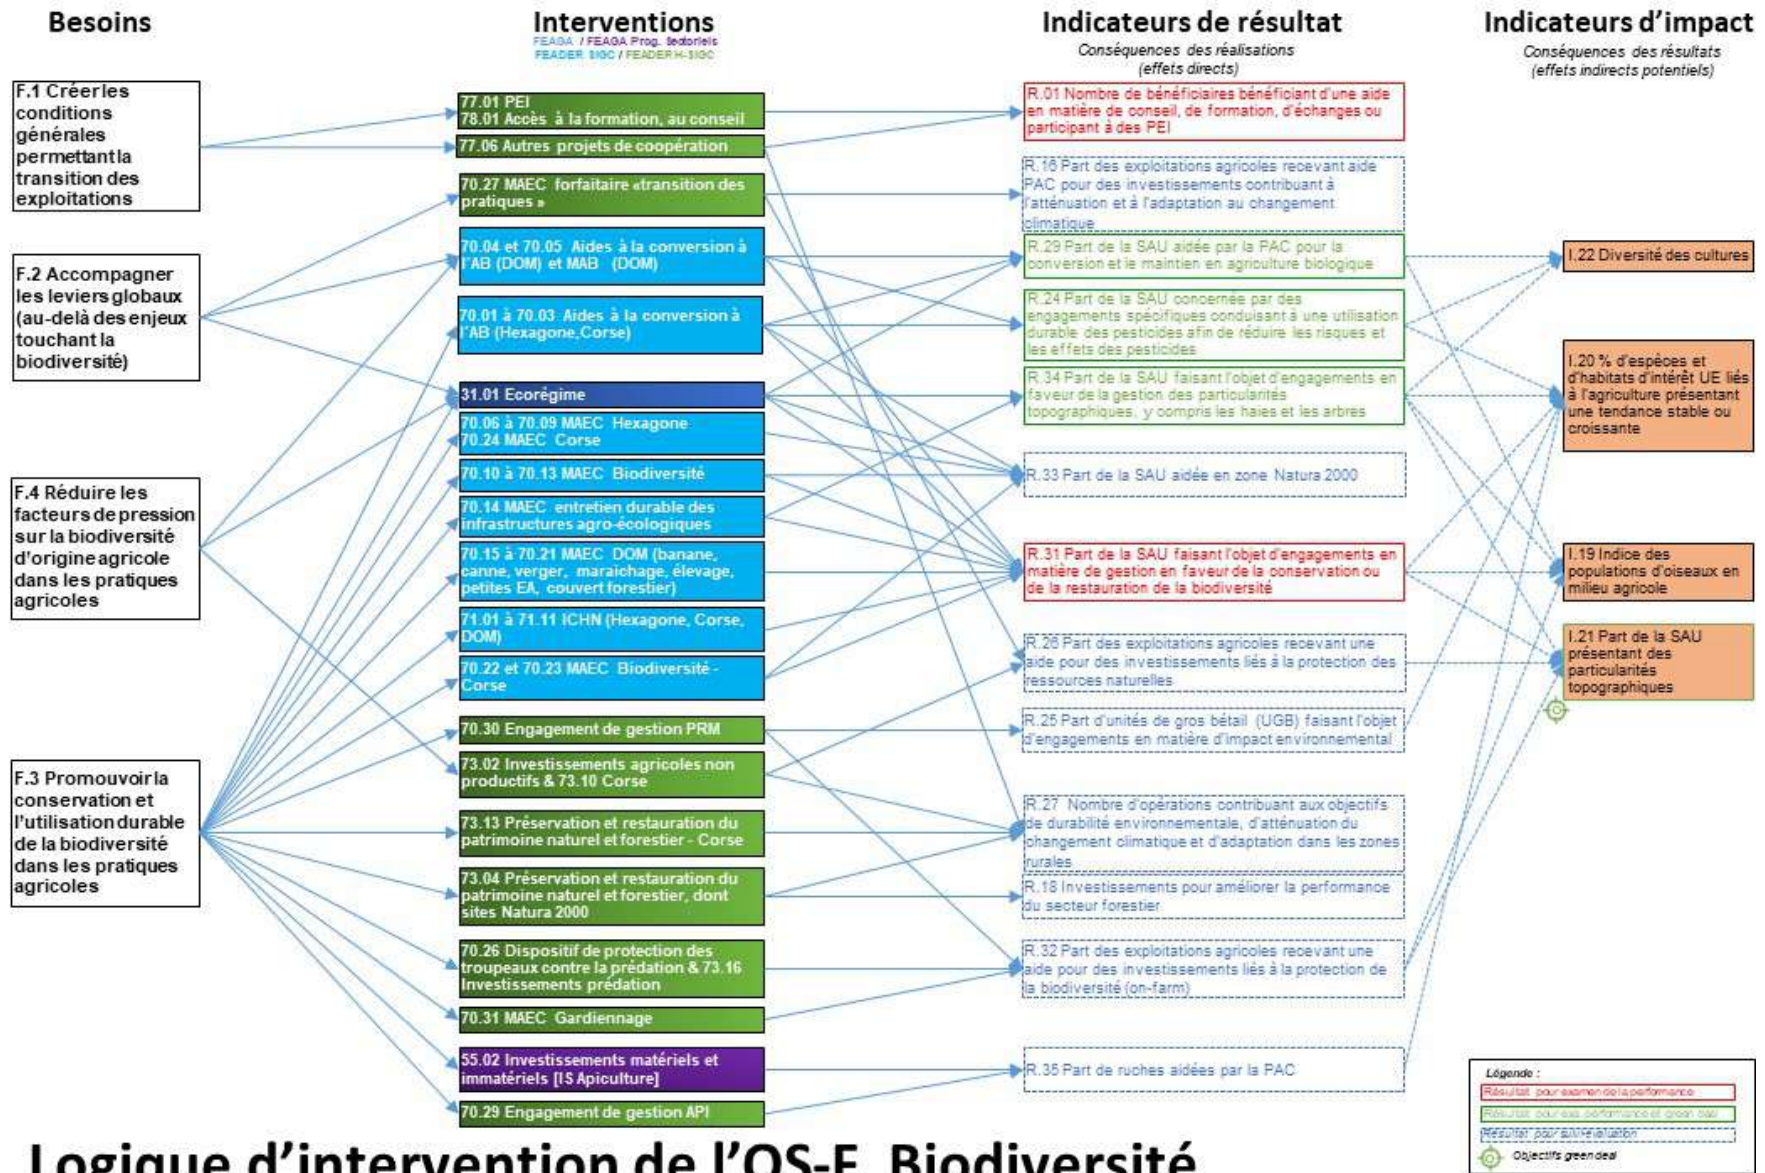 Besoins
Interventions
FEAGA / FEAGA Prog. Sectoriels
FEADER SIGC / FEADER H-SIGC
Indicateurs de résultat
Conséquences des réalisations
(effets directs)
Indicateurs d'impact
Conséquences des résultats
(effets indirects potentiels)
F.1 Créer les
conditions
générales
permettant la
transition des
exploitations
F.2 Accompagner
les leviers globaux
(au-delà des enjeux
touchant la
biodiversité)
F.4 Réduire les
facteurs de pression
sur la biodiversité
d'origine agricole
dans les pratiques
agricoles
F.3 Promouvoir la
conservation et
l'utilisation durable
de la biodiversité
dans les pratiques
agricoles
77.01 PEI
78.01 Accès à la formation, au conseil
77.06 Autres projets de coopération
70.27 MAEC forfaitaire «transition des
pratiques »
70.04 et 70.05 Aides à la conversion à
l'AB (DOM) et MAB (DOM)
70.01 à 70.03 Aides à la conversion à
l'AB (Hexagone,Corse)
31.01 Ecorégime
70.06 à 70.09 MAEC Hexagone
70.24 MAEC Corse
70.10 à 70.13 MAEC Biodiversité
70.14 MAEC entretien durable des
infrastructures agro-écologiques
70.15 à 70.21 MAEC DOM (banane,
canne, verger, maraichage, élevage,
petites EA, couvert forestier)
71.01 à 71.11 ICHN (Hexagone, Corse,
DOM)
70.22 et 70.23 MAEC Biodiversité -
Corse
70.30 Engagement de gestion PRM
73.02 Investissements agricoles non
productifs & 73.10 Corse
73.13 Préservation et restauration du
patrimoine naturel et forestier - Corse
73.04 Préservation et restauration du
patrimoine naturel et forestier, dont
sites Natura 2000
70.26 Dispositif de protection des
troupeaux contre la prédation & 73.16
Investissements prédation
70.31 MAEC Gardiennage
55.02 Investissements matériels et
immatériels [IS Apiculture]
70.29 Engagement de gestion API
R.01 Nombre de bénéficiaires bénéficiant d'une aide
en matière de conseil, de formation, d'échanges ou
participant à des PEI
R.16 Part des exploitations agricoles recevant aide
PAC pour des investissements contribuant à
l'atténuation et à l'adaptation au changement
climatique
R.29 Part de la SAU aidée par la PAC pour la
conversion et le maintien en agriculture biologique
R.24 Part de la SAU concernée par des
engagements spécifiques conduisant à une utilisation
durable des pesticides afin de réduire les risques et
les effets des pesticides
R.34 Part de la SAU faisant l'objet d'engagements en
faveur de la gestion des particularités
topographiques, y compris les haies et les arbres
R.33 Part de la SAU aidée en zone Natura 2000
R.31 Part de la SAU faisant l'objet d'engagements en
matière de gestion en faveur de la conservation ou
de la restauration de la biodiversité
R.26 Part des exploitations agricoles recevant une
aide pour des investissements liés à la protection des
ressources naturelles
R.25 Part d'unités de gros bétail (UGB) faisant l'objet
d'engagements en matière d'impact environnemental
R.27 Nombre d'opérations contribuant aux objectifs
de durabilité environnementale, d'atténuation du
changement climatique et d'adaptation dans les zones
rurales
R.18 Investissements pour améliorer la performance
du secteur forestier
R.32 Part des exploitations agricoles recevant une
aide pour des investissements liés à la protection de
la biodiversité (on-farm)
R.35 Part de ruches aidées par la PAC
I.22 Diversité des cultures
I.20 % d'espèces et
d'habitats d'intérêt UE liés
à l'agriculture présentant
une tendance stable ou
croissante
I.19 Indice des
populations d'oiseaux en
milieu agricole
I.21 Part de la SAU
présentant des
particularités
topographiques
Légende :
Résultat pour examen de la performance
Résultat pour exa. performance et green deal
Résultat pour suivi-évaluation
Objectifs green deal
Logique d'intervention de l'OS-F Biodiversité